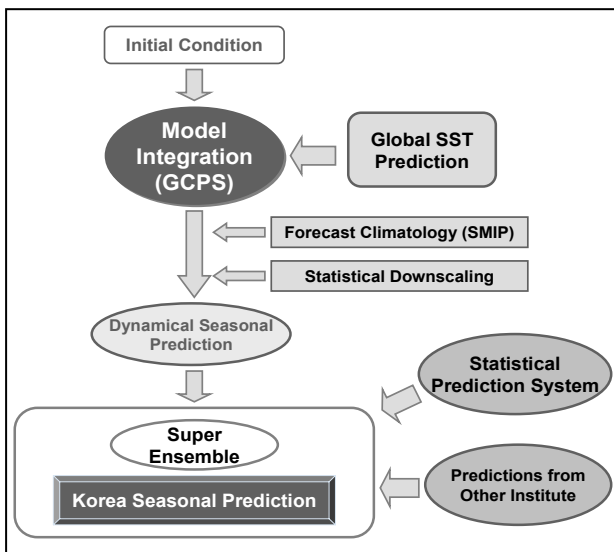 Initial Condition
Model
Integration
(GCPS)
Global SST
Prediction
Forecast Climatology (SMIP)
Statistical Downscaling
Dynamical Seasonal
Prediction
Statistical
Prediction System
Super
Ensemble
Korea Seasonal Prediction
Predictions from
Other Institute